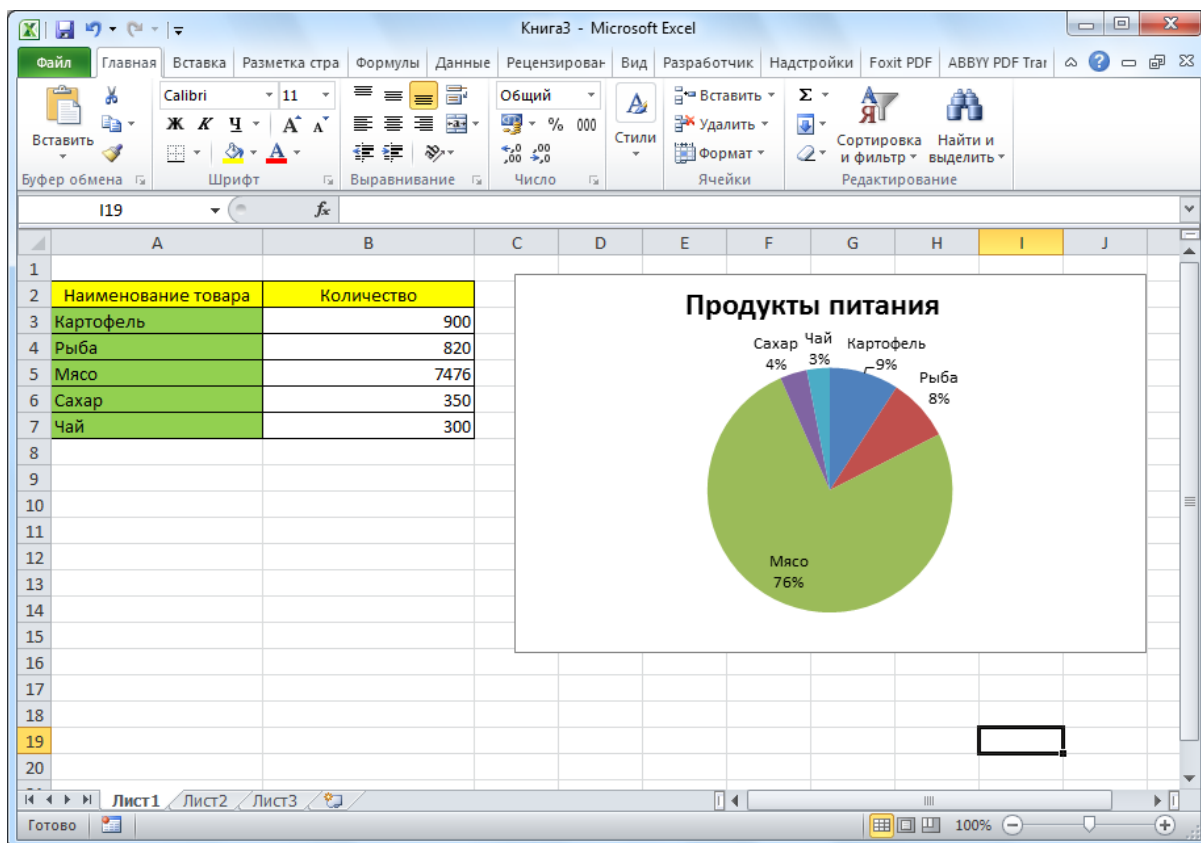 Книга3 - Microsoft Excel
Файл Главная Вставка Разметка стра Формулы Данные Рецензирован Вид Разработчик Надстройки Foxit PDF ABBYY PDF Trar
Calibri 11 Общий Вставить Σ
Ж К Ч А А % 000 Удалить
Вставить Стили Формат Сортировка и фильтр Найти и выделить
Буфер обмена Шрифт Выравнивание Число Ячейки Редактирование
I19 fx
A B C D E F G H I J
1
2 Наименование товара Количество
3 Картофель 900
4 Рыба 820
5 Мясо 7476
6 Сахар 350
7 Чай 300
8
9
10
11
12
13
14
15
16
17
18
19
20
Продукты питания
Сахар 4%
Чай 3%
Картофель 9%
Рыба 8%
Мясо 76%
Лист1 Лист2 Лист3
Готово 100%